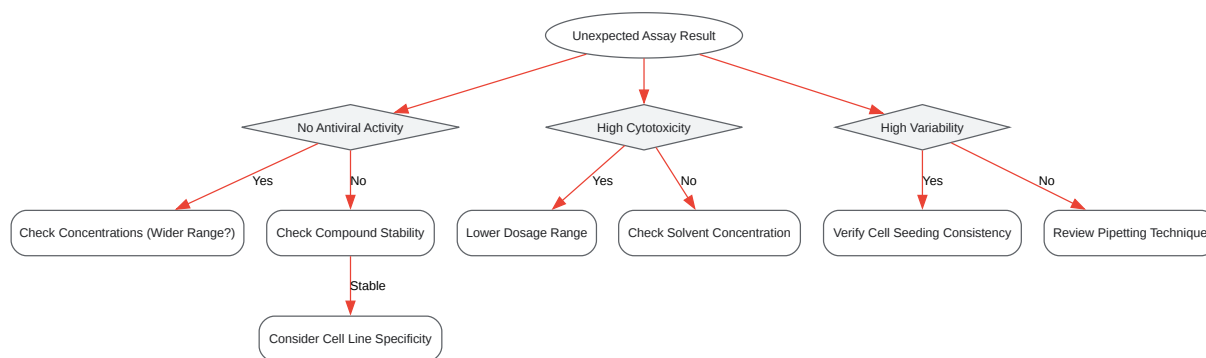 Unexpected Assay Result
No Antiviral Activity
High Cytotoxicity
High Variability
Yes
No
Yes
No
Yes
No
Check Concentrations (Wider Range?)
Check Compound Stability
Lower Dosage Range
Check Solvent Concentration
Verify Cell Seeding Consistency
Review Pipetting Technique
Stable
Consider Cell Line Specificity